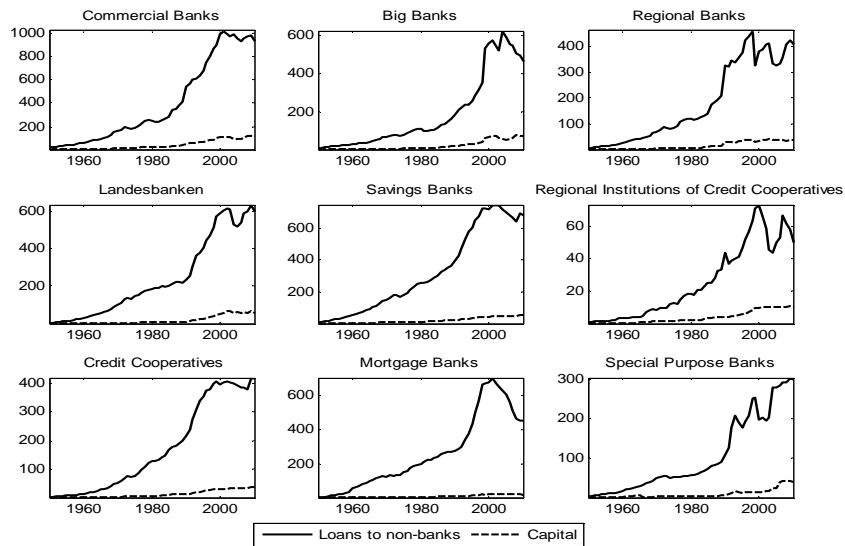 Commercial Banks
1000
800
600
400
200
1960 1980 2000
Big Banks
600
400
200
1960 1980 2000
Regional Banks
400
300
200
100
1960 1980 2000
Landesbanken
600
400
200
1960 1980 2000
Savings Banks
600
400
200
1960 1980 2000
Regional Institutions of Credit Cooperatives
60
40
20
1960 1980 2000
Credit Cooperatives
400
300
200
100
1960 1980 2000
Mortgage Banks
600
400
200
1960 1980 2000
Special Purpose Banks
300
200
100
1960 1980 2000
Loans to non-banks Capital